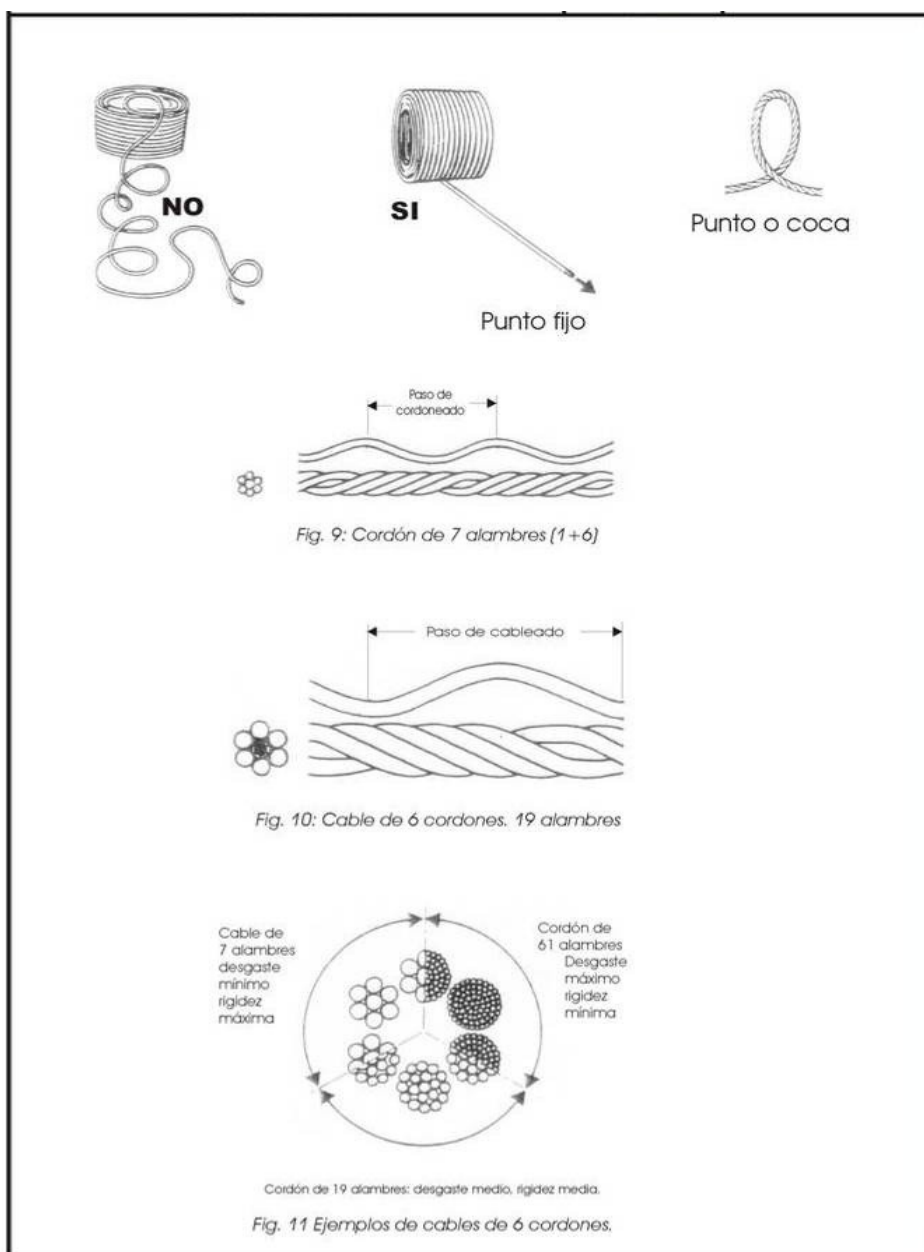 NO
SI
Punto o coca
Punto fijo
Paso de
cordoneado
Fig. 9: Cordón de 7 alambres (1+6)
Paso de cableado
Fig. 10: Cable de 6 cordones. 19 alambres
Cable de
7 alambres
desgaste
mínimo
rigidez
máxima
Cordón de
61 alambres
Desgaste
máximo
rigidez
mínima
Cordón de 19 alambres: desgaste medio, rigidez media.
Fig. 11 Ejemplos de cables de 6 cordones.